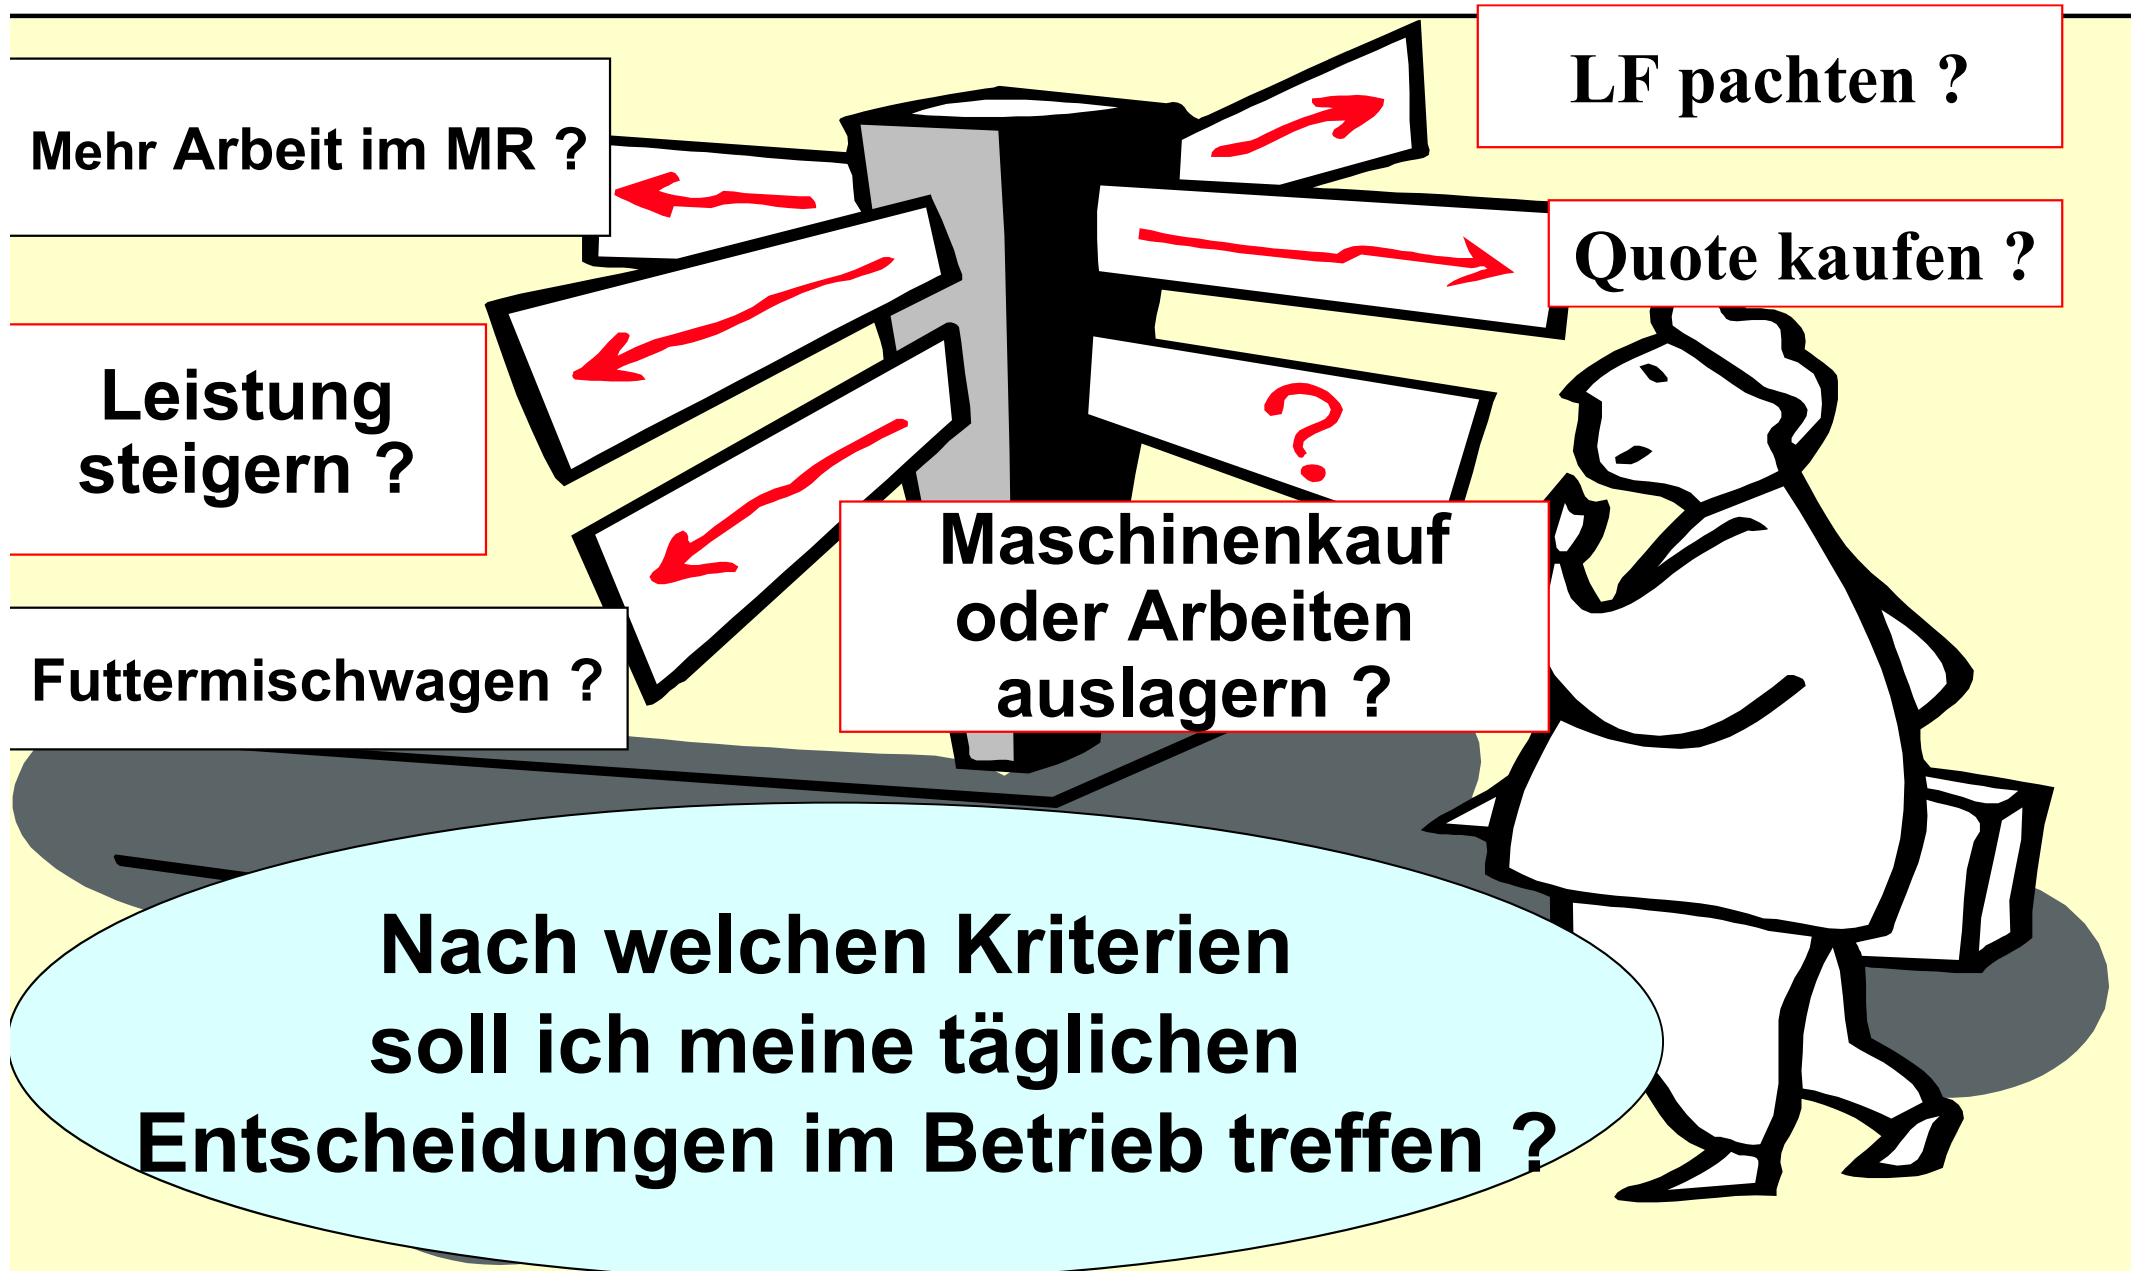 Mehr Arbeit im MR ?
LF pachten ?
Quote kaufen ?
Leistung
steigern ?
?
Maschinenkauf
oder Arbeiten
auslagern ?
Futtermischwagen ?
Nach welchen Kriterien
soll ich meine täglichen
Entscheidungen im Betrieb treffen ?